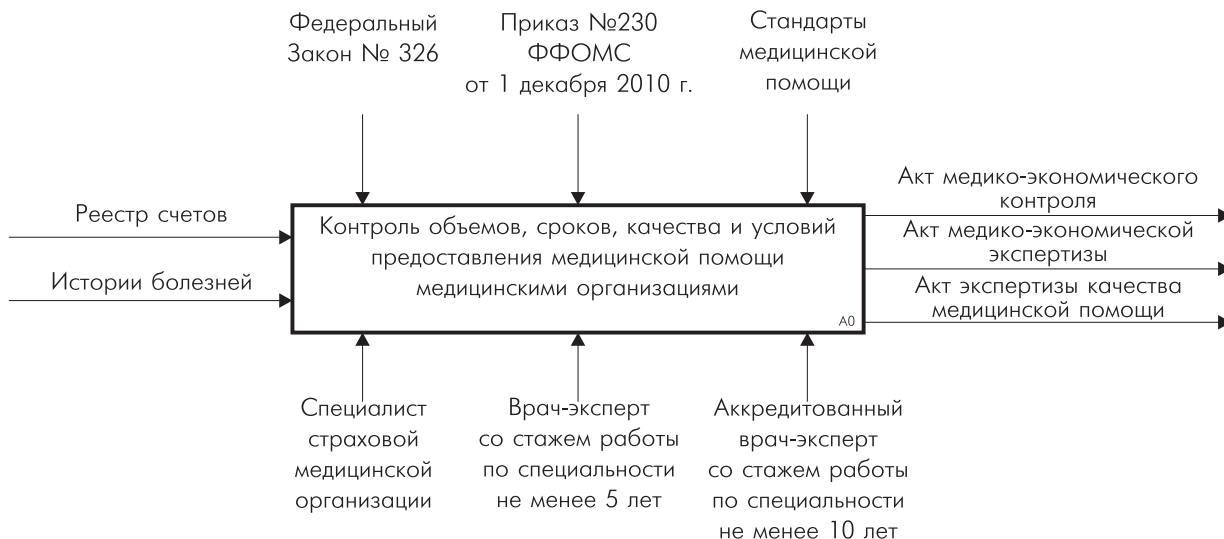 Федеральный
Закон № 326
Приказ №230
ФФОМС
от 1 декабря 2010 г.
Стандарты
медицинской
помощи
Реестр счетов
Истории болезней
Контроль объемов, сроков, качества и условий
предоставления медицинской помощи
медицинскими организациями
А0
Акт медико-экономического
контроля
Акт медико-экономической
экспертизы
Акт экспертизы качества
медицинской помощи
Специалист
страховой
медицинской
организации
Врач-эксперт
со стажем работы
по специальности
не менее 5 лет
Аккредитованный
врач-эксперт
со стажем работы
по специальности
не менее 10 лет